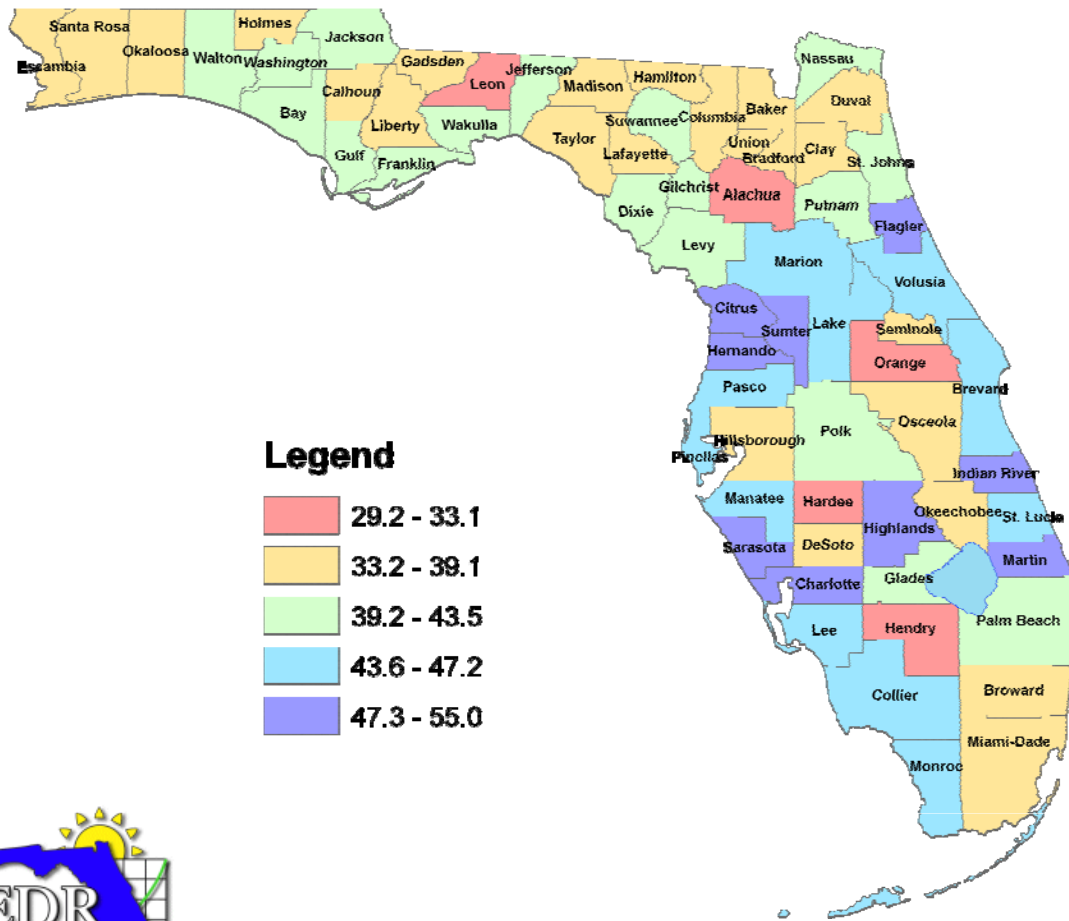 Holmes
Santa Rosa
Jackson
Okaloosa
Walton
Washington
Escambia
Gadsden
Jefferson
Nassau
Leon
Madison
Hamilton
Calhoun
Bay
Liberty
Wakulla
Taylor
Suwannee
Columbia
Baker
Duval
Lafayette
Union
Bradford
Clay
St. Johns
Gulf
Franklin
Gilchrist
Alachua
Dixie
Putnam
Flagler
Levy
Marion
Volusia
Citrus
Sumter
Lake
Seminole
Hernando
Orange
Pasco
Brevard
Polk
Osceola
Hillsborough
Pinellas
Indian River
Manatee
Hardee
Okeechobee
St. Lucie
Highlands
Sarasota
DeSoto
Martin
Charlotte
Glades
Palm Beach
Lee
Hendry
Collier
Broward
Miami-Dade
Monroe
Legend
29.2 - 33.1
33.2 - 39.1
39.2 - 43.5
43.6 - 47.2
47.3 - 55.0
EDR